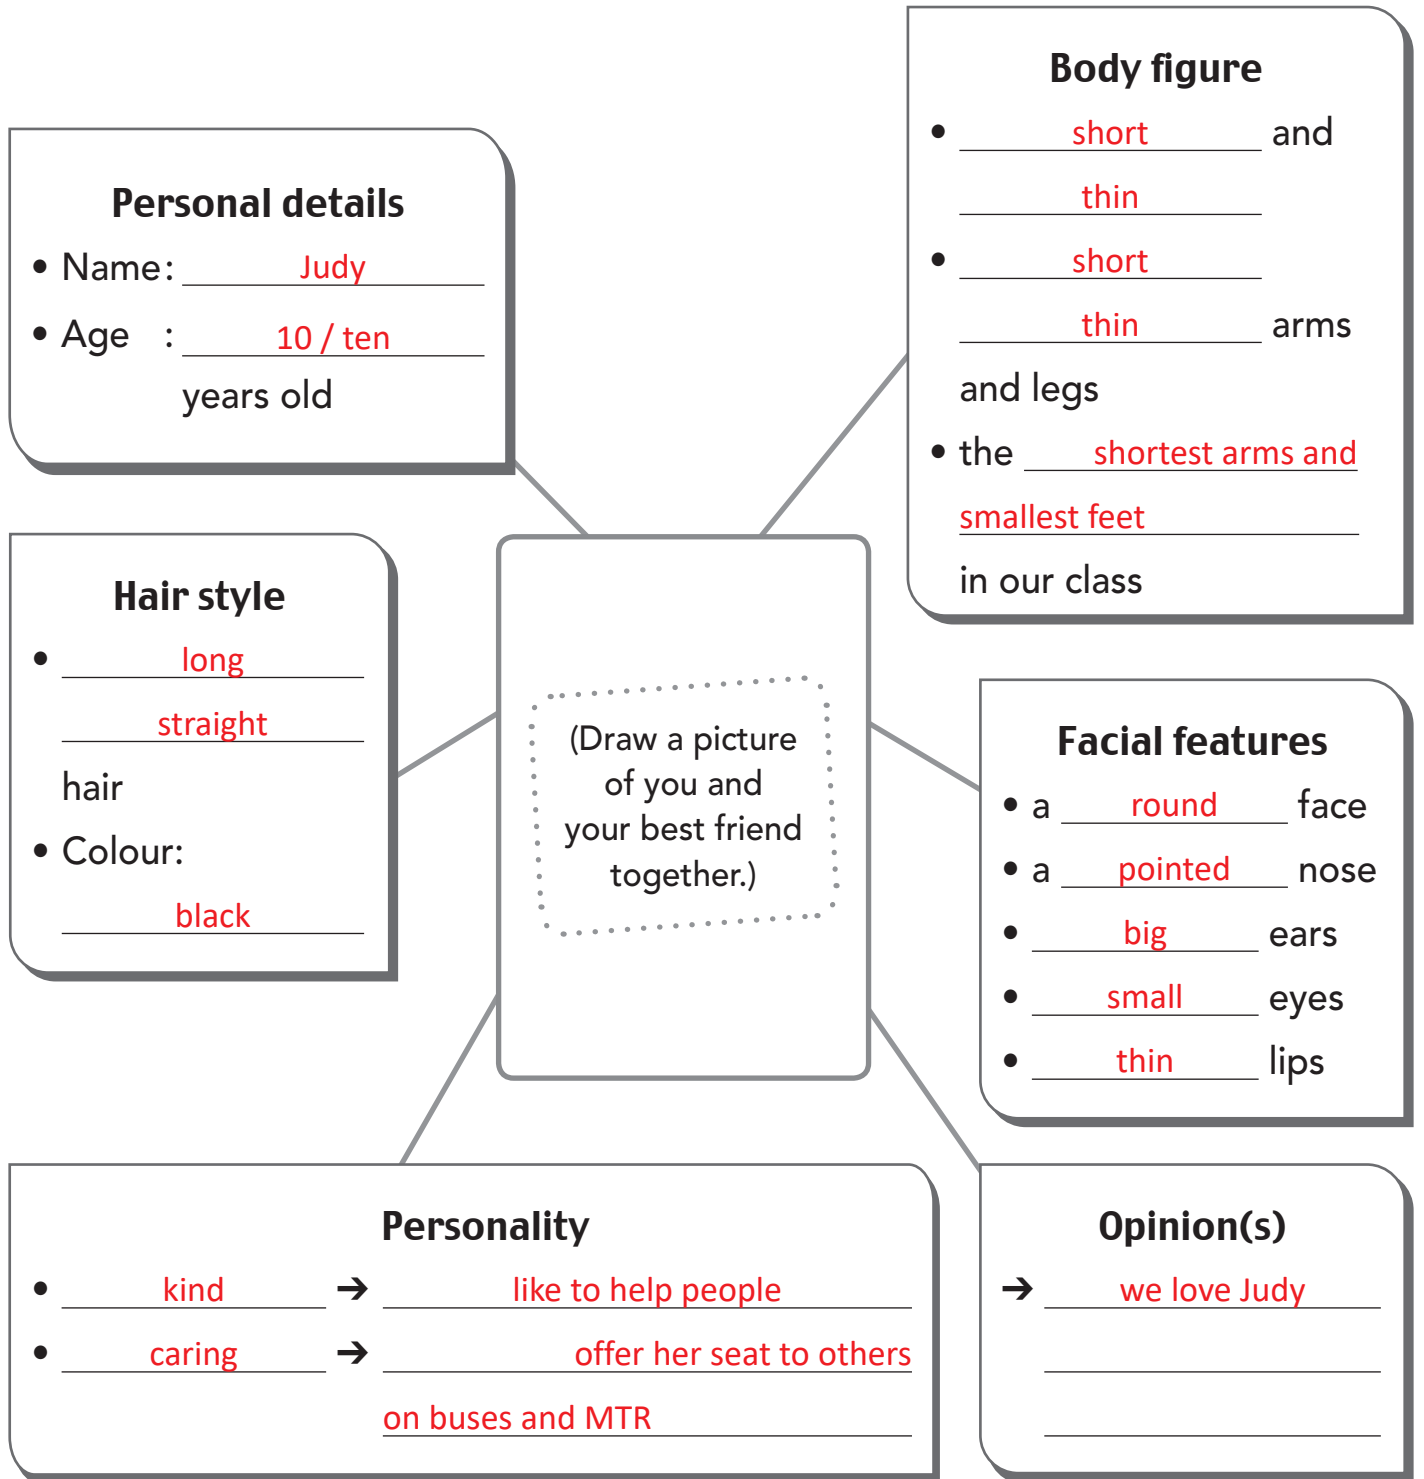 Personal details
• Name: Judy
• Age : 10 / ten
years old
Body figure
• short and
thin
• short
thin arms
and legs
• the shortest arms and
smallest feet
in our class
Hair style
• long
straight
hair
• Colour:
black
(Draw a picture
of you and
your best friend
together.)
Facial features
• a round face
• a pointed nose
• big ears
• small eyes
• thin lips
Personality
• kind ➔ like to help people
• caring ➔ offer her seat to others
on buses and MTR
Opinion(s)
➔ we love Judy